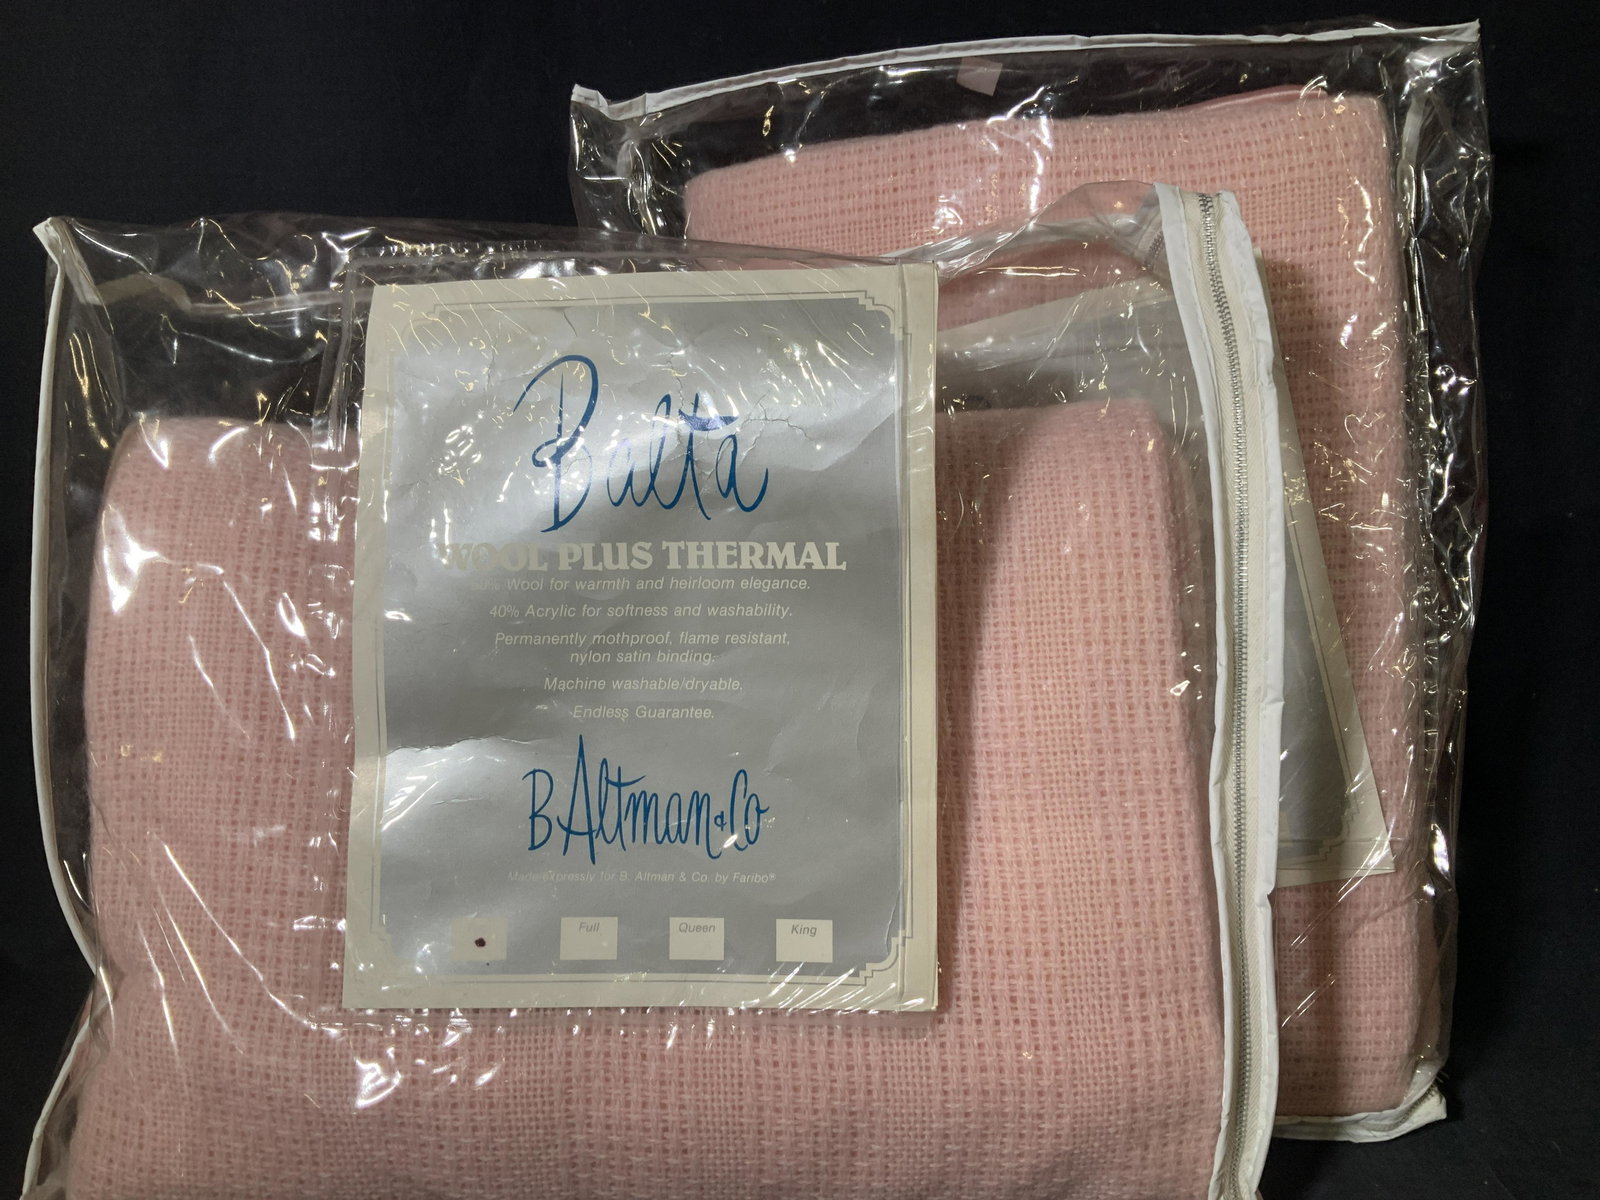 Balta
WOOL PLUS THERMAL
Wool for warmth and heirloom elegance.
40% Acrylic for softness and washability.
Permanently mothproof, flame resistant,
nylon satin binding.
Machine washable/dryable.
Endless Guarantee.
B Altman & Co
Made expressly for B. Altman & Co. by Faribo®
Full Queen King